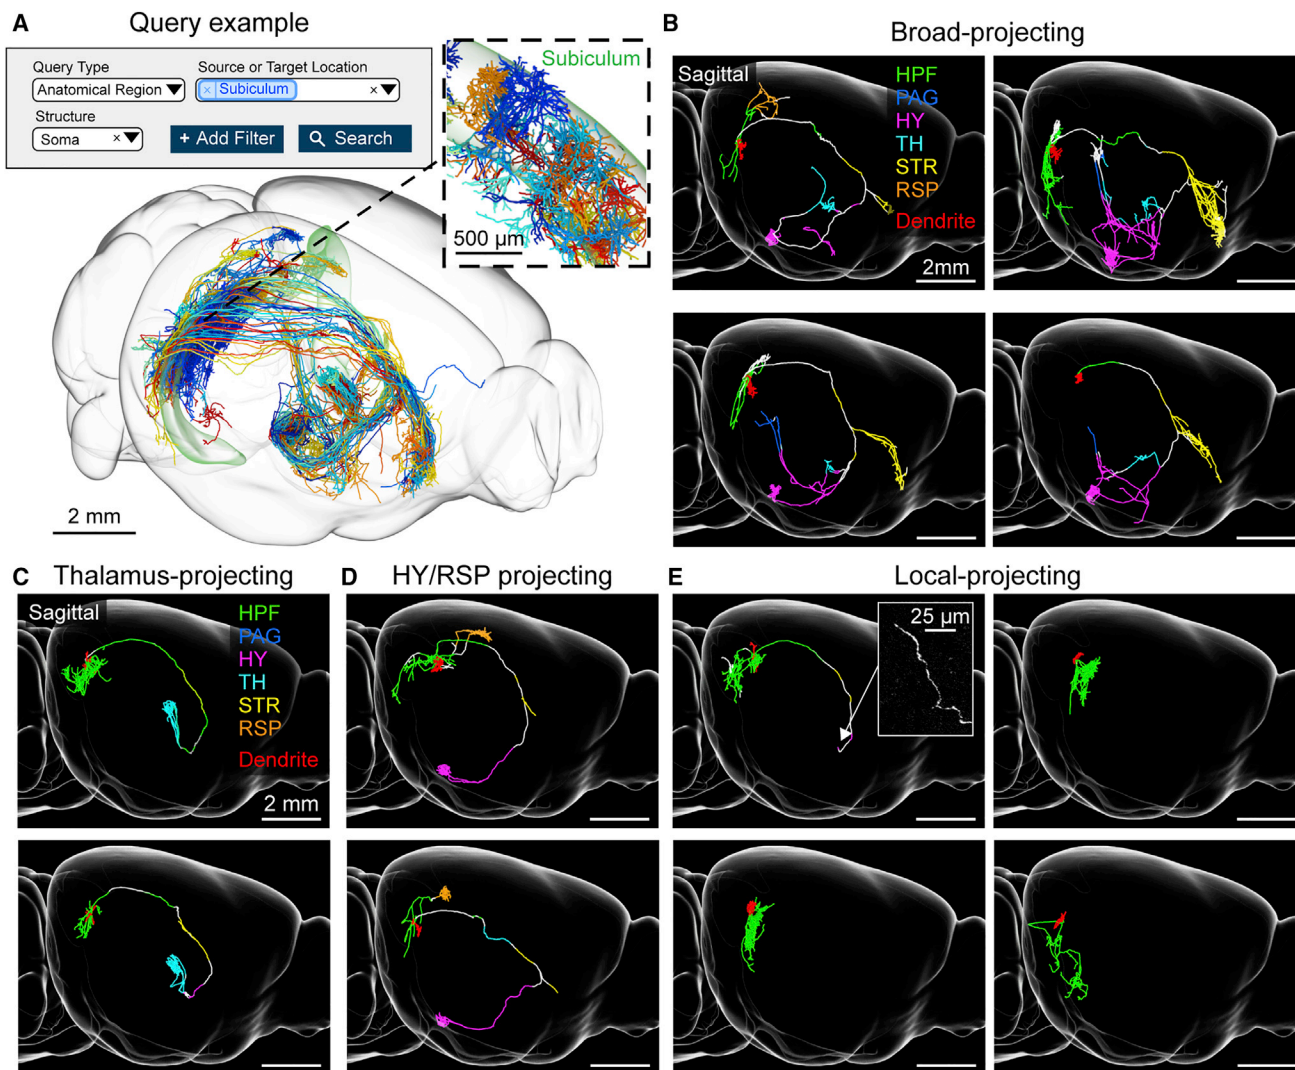 A
Query example
Query Type
Source or Target Location
Anatomical Region
× Subiculum
×
Structure
Soma
×
+ Add Filter
Search
Subiculum
500 µm
2 mm
B
Broad-projecting
Sagittal
HPF
PAG
HY
TH
STR
RSP
Dendrite
2mm
C
Thalamus-projecting
Sagittal
HPF
PAG
HY
TH
STR
RSP
Dendrite
2 mm
D
HY/RSP projecting
E
Local-projecting
25 µm